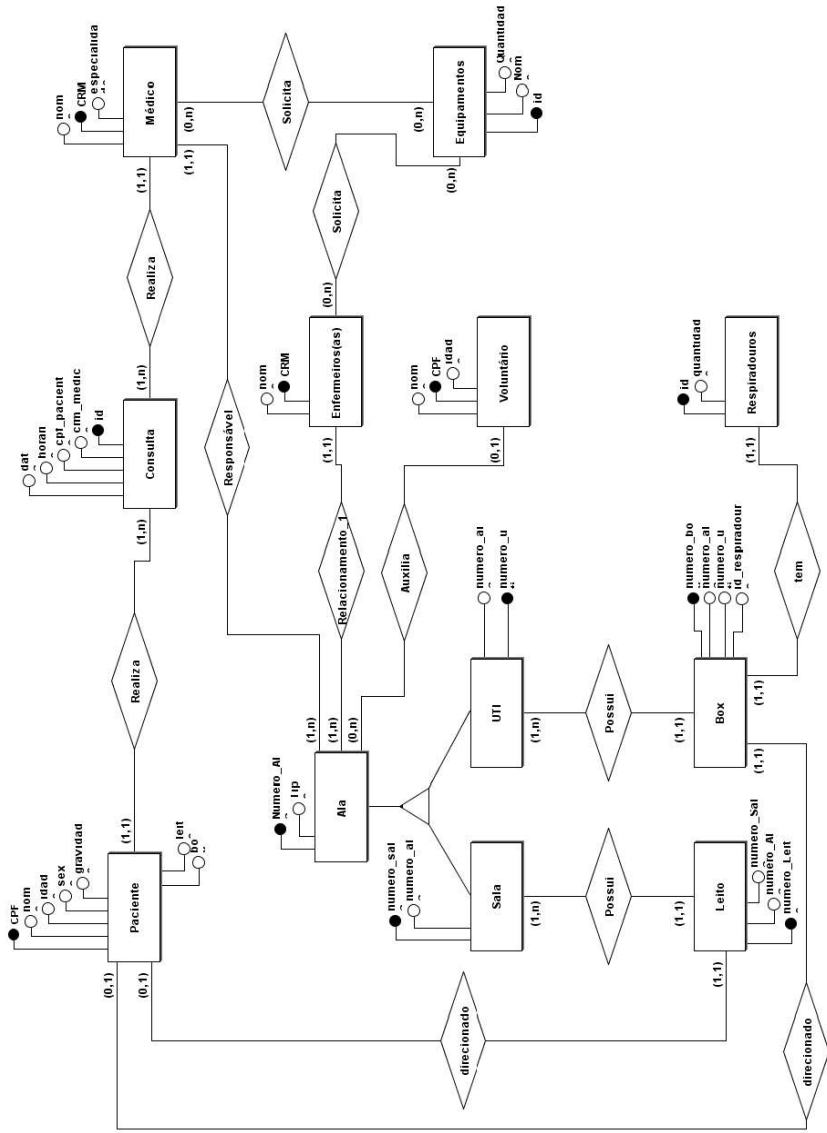 CPF
nom
idad
sex
gravidad
Paciente
leit
bo
(1,1)
(0,1)
(0,1)
Realiza
(1,n)
dat
horan
cpf_pacient
crm_medic
id
Consulta
(1,n)
Realiza
(1,1)
nom
CRM
especialida
Médico
(0,n)
(1,1)
Solicita
(0,n)
Equipamentos
Quantidad
Nom
id
(0,n)
Solicita
(0,n)
nom
CRM
Enfermeiros(as)
(1,1)
Responsável
Relacionamento_1
Auxilia
nom
CPF
idad
Voluntário
(0,1)
(1,n)
(1,n)
(0,n)
Numero_Al
Tip
Ala
numero_sal
numero_al
Sala
(1,n)
UTI
numero_al
numero_u
(1,n)
Possui
Possui
(1,1)
(1,1)
Leito
numero_Sal
numero_Al
numero_Leit
(1,1)
Box
numero_bo
numero_al
numero_u
id_respiradour
(1,1)
(1,1)
tem
(1,1)
Respiradouros
id
quantidad
direcionado
direcionado